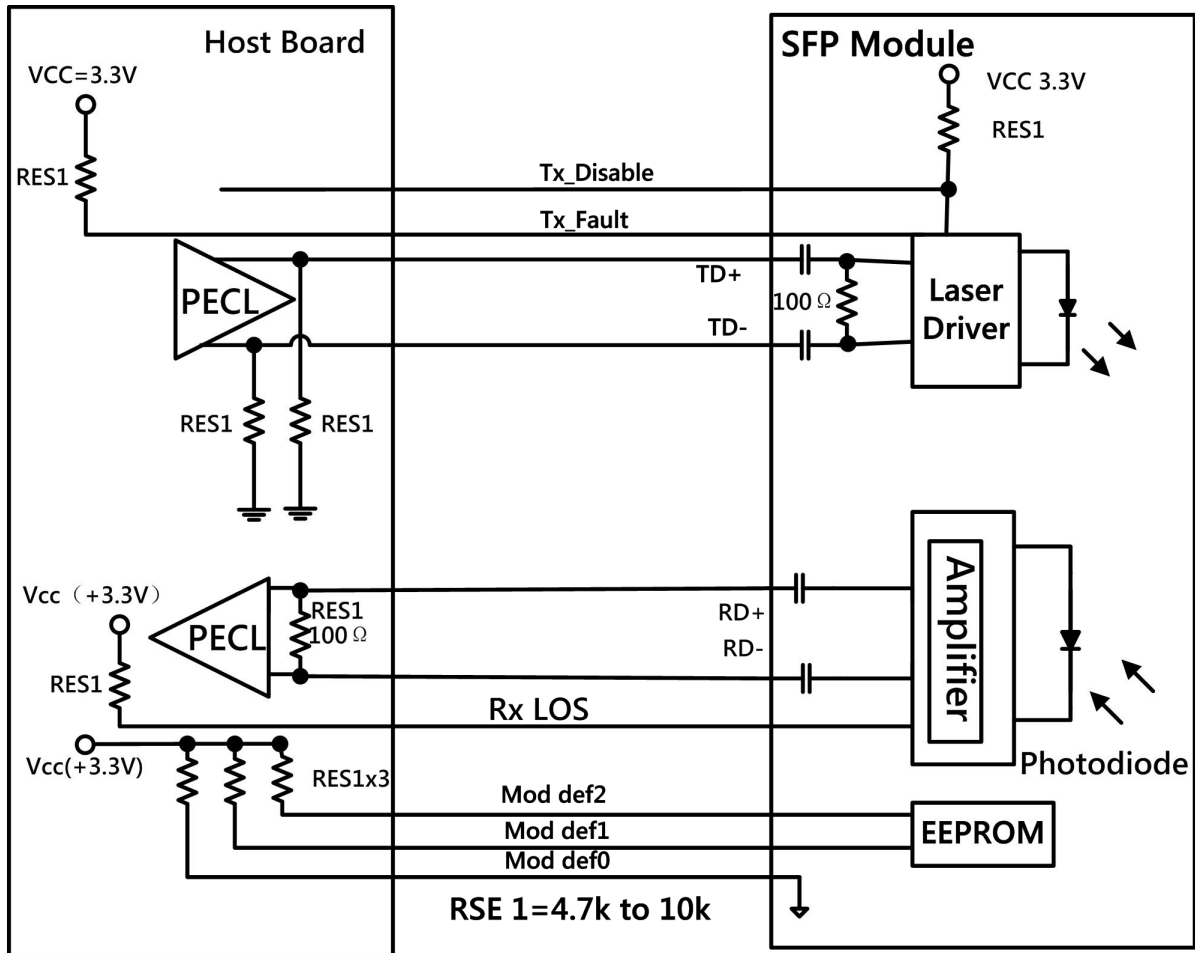 Host Board
SFP Module
VCC=3.3V
VCC 3.3V
RES1
RES1
Tx_Disable
Tx_Fault
PECL
TD+
100Ω
TD-
Laser
Driver
RES1
RES1
Vcc（+3.3V）
PECL
RES1
100Ω
RD+
RD-
Amplifier
RES1
Rx LOS
Vcc(+3.3V)
RES1x3
Photodiode
Mod def2
Mod def1
Mod def0
EEPROM
RSE 1=4.7k to 10k